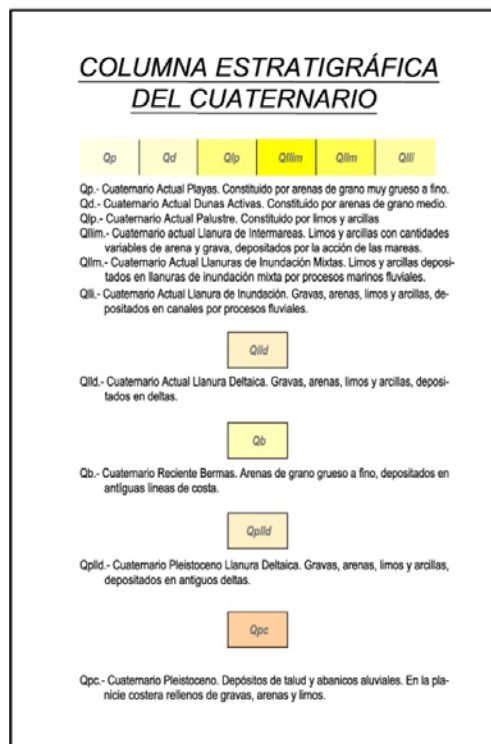 COLUMNA ESTRATIGRÁFICA
DEL CUATERNARIO
Qp Qd Qlp Qllim Qllm Qlli
Qp.- Cuaternario Actual Playas. Constituido por arenas de grano muy grueso a fino.
Qd.- Cuaternario Actual Dunas Activas. Constituido por arenas de grano medio.
Qlp.- Cuaternario Actual Palustre. Constituido por limos y arcillas
Qllim.- Cuaternario actual Llanura de Intermareas. Limos y arcillas con cantidades
variables de arena y grava, depositados por la acción de las mareas.
Qllm.- Cuaternario Actual Llanuras de Inundación Mixtas. Limos y arcillas deposi-
tados en llanuras de inundación mixta por procesos marinos fluviales.
Qlli.- Cuaternario Actual Llanura de Inundación. Gravas, arenas, limos y arcillas, de-
positados en canales por procesos fluviales.
Qlld
Qlld.- Cuaternario Actual Llanura Deltaica. Gravas, arenas, limos y arcillas, deposi-
tados en deltas.
Qb
Qb.- Cuaternario Reciente Bermas. Arenas de grano grueso a fino, depositados en
antíguas lineas de costa.
Qplld
Qplld.- Cuaternario Pleistoceno Llanura Deltaica. Gravas, arenas, limos y arcillas,
depositados en antiguos deltas.
Qpc
Qpc.- Cuaternario Pleistoceno. Depósitos de talud y abanicos aluviales. En la pla-
nicie costera rellenos de gravas, arenas y limos.